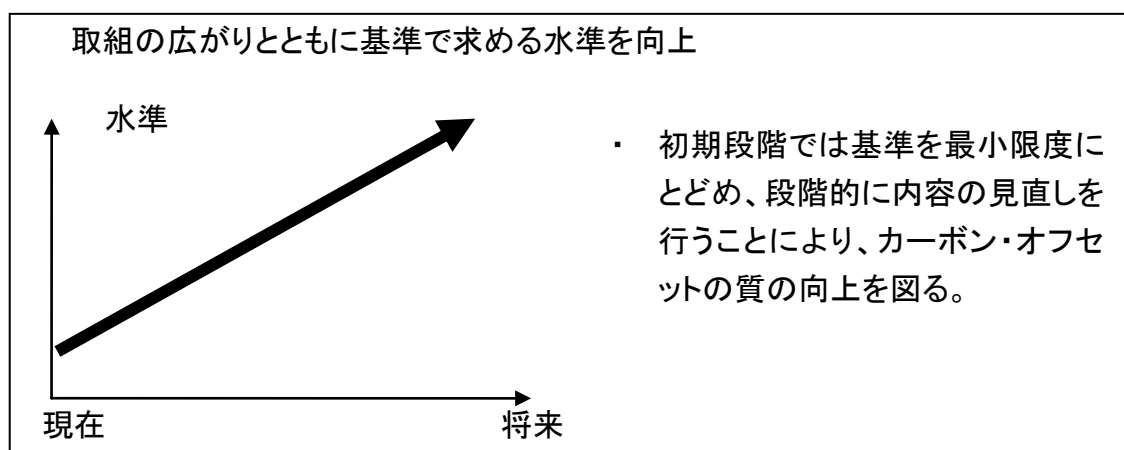 取組の広がりとともに基準で求める水準を向上
水準
・ 初期段階では基準を最小限度に
とどめ、段階的に内容の見直しを
行うことにより、カーボン・オフセ
ットの質の向上を図る。
現在
将来